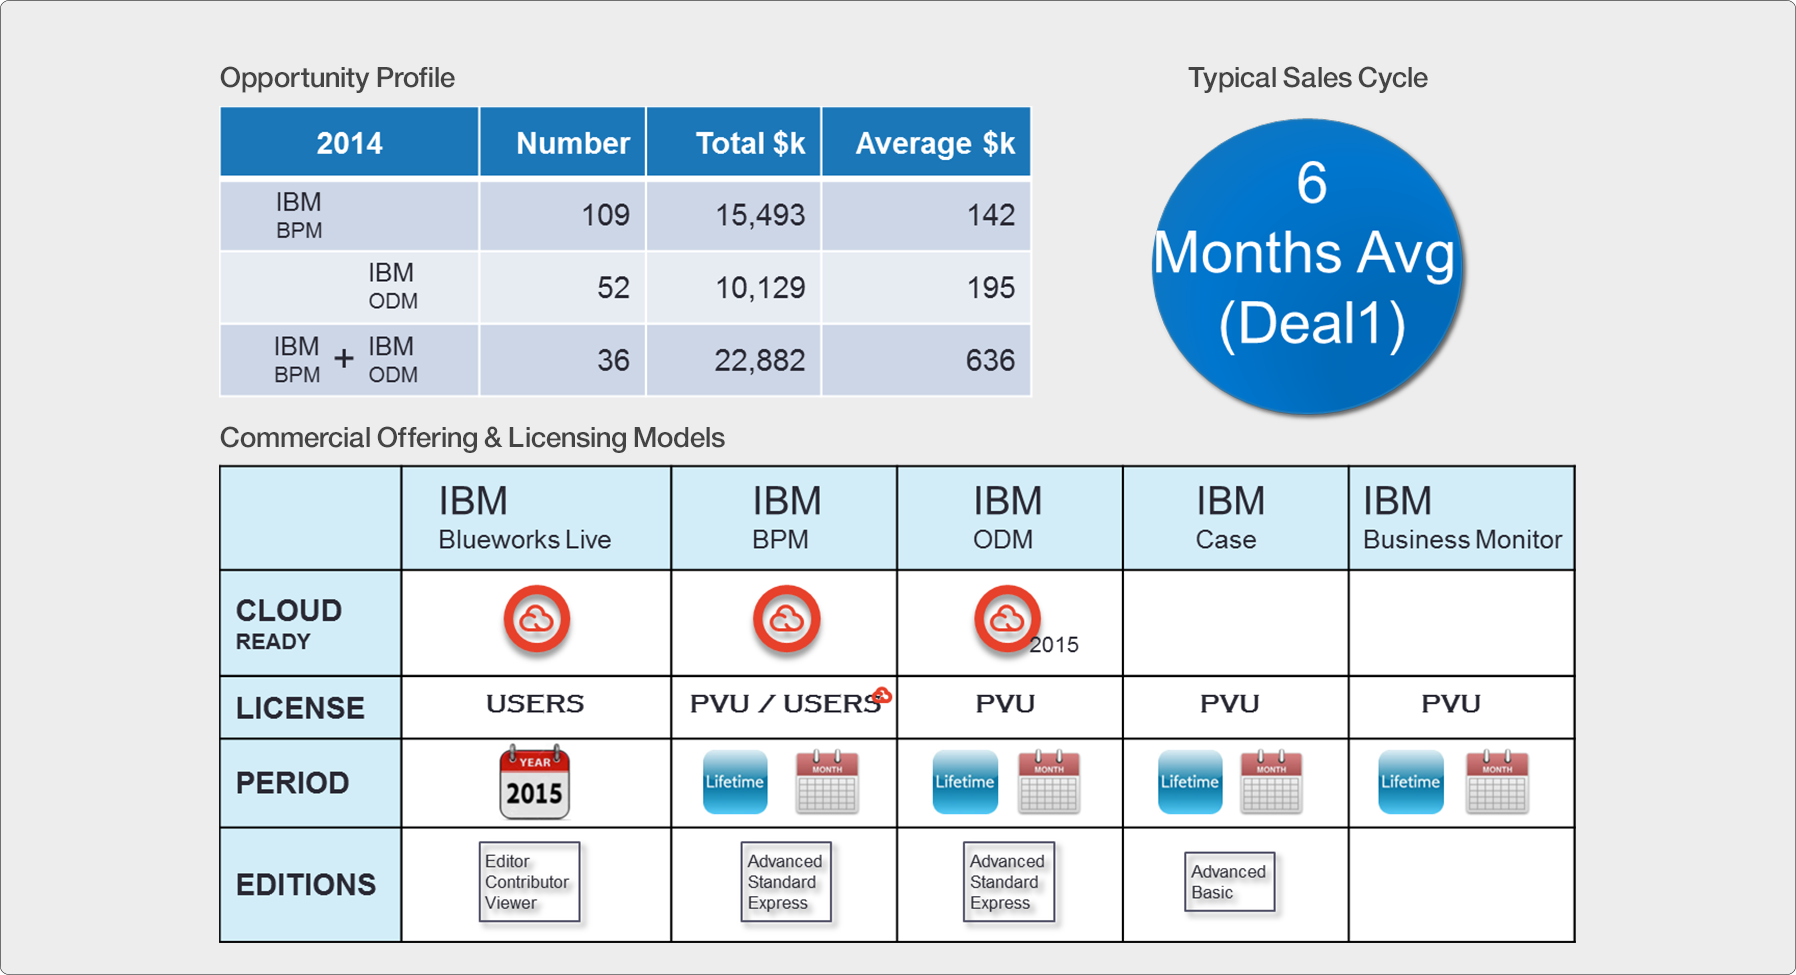 Opportunity Profile
Typical Sales Cycle
2014 Number Total $k Average $k
IBM
BPM
109 15,493 142
IBM
ODM
52 10,129 195
IBM + IBM
BPM ODM
36 22,882 636
6
Months Avg
(Deal1)
Commercial Offering & Licensing Models
IBM
Blueworks Live
IBM
BPM
IBM
ODM
IBM
Case
IBM
Business Monitor
CLOUD
READY
2015
LICENSE USERS PVU / USERS PVU PVU PVU
PERIOD
YEAR
2015
Lifetime
MONTH
Lifetime
MONTH
Lifetime
MONTH
Lifetime
MONTH
EDITIONS
Editor
Contributor
Viewer
Advanced
Standard
Express
Advanced
Standard
Express
Advanced
Basic